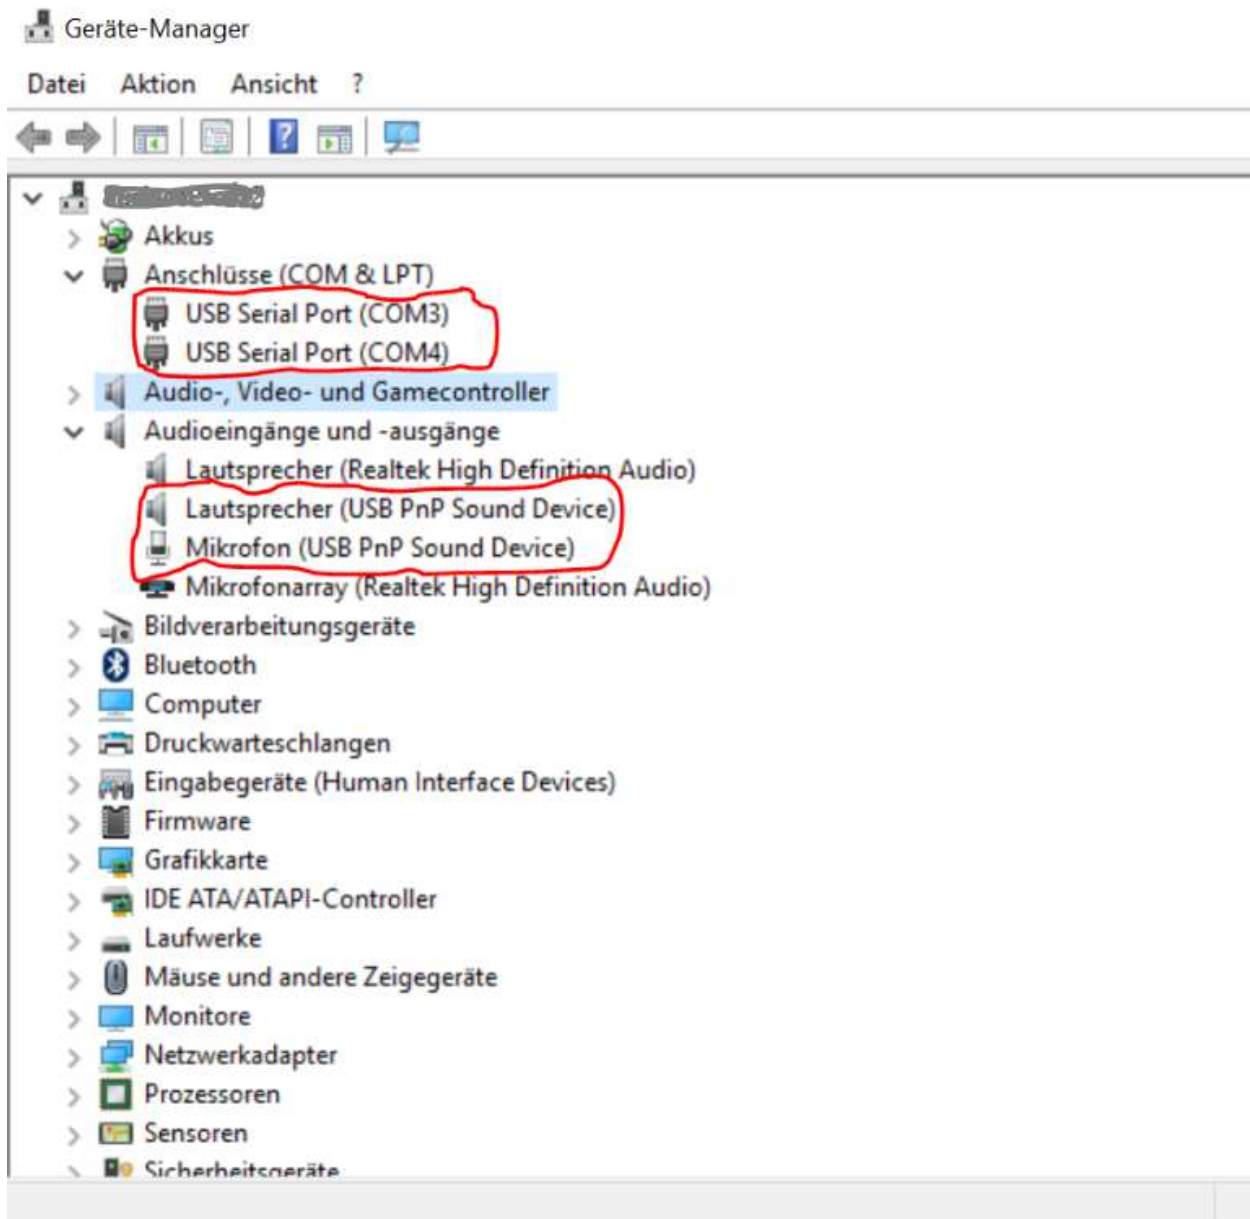 Geräte-Manager
Datei Aktion Ansicht ?
Akkus
Anschlüsse (COM & LPT)
USB Serial Port (COM3)
USB Serial Port (COM4)
Audio-, Video- und Gamecontroller
Audioeingänge und -ausgänge
Lautsprecher (Realtek High Definition Audio)
Lautsprecher (USB PnP Sound Device)
Mikrofon (USB PnP Sound Device)
Mikrofonarray (Realtek High Definition Audio)
Bildverarbeitungsgeräte
Bluetooth
Computer
Druckwarteschlangen
Eingabegeräte (Human Interface Devices)
Firmware
Grafikkarte
IDE ATA/ATAPI-Controller
Laufwerke
Mäuse und andere Zeigegeräte
Monitore
Netzwerkadapter
Prozessoren
Sensoren
Sicherheitsgeräte